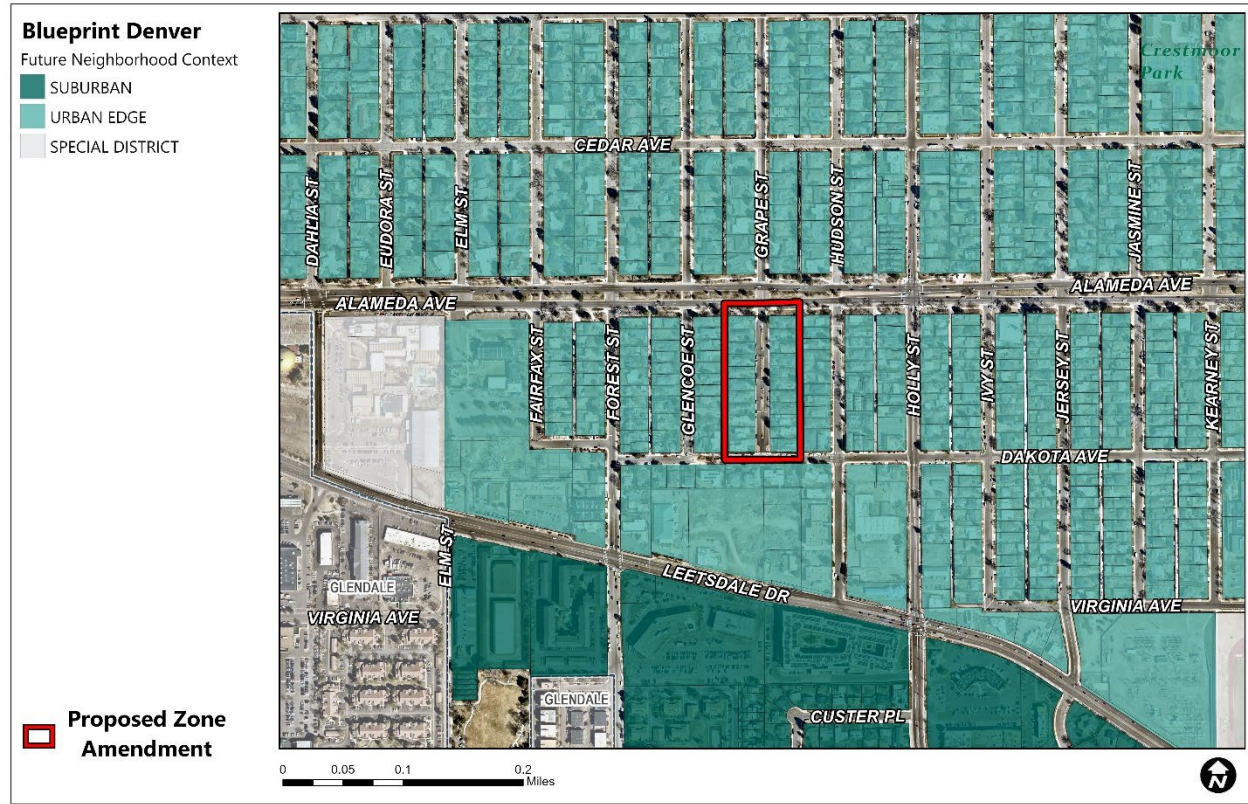 Blueprint Denver
Future Neighborhood Context
SUBURBAN
URBAN EDGE
SPECIAL DISTRICT
Crestmoor
Park
CEDAR AVE
DAHLIA ST
EUDORA ST
ELM ST
GRAPE ST
HUDSON ST
JASMINE ST
ALAMEDA AVE
ALAMEDA AVE
FAIRFAX ST
FOREST ST
GLENCOE ST
HOLLY ST
IVY ST
JERSEY ST
KEARNEY ST
DAKOTA AVE
ELM ST
LEETSDALE DR
GLENDALE
VIRGINIA AVE
VIRGINIA AVE
GLENDALE
CUSTER PL
Proposed Zone
Amendment
0 0.05 0.1 0.2
Miles
N